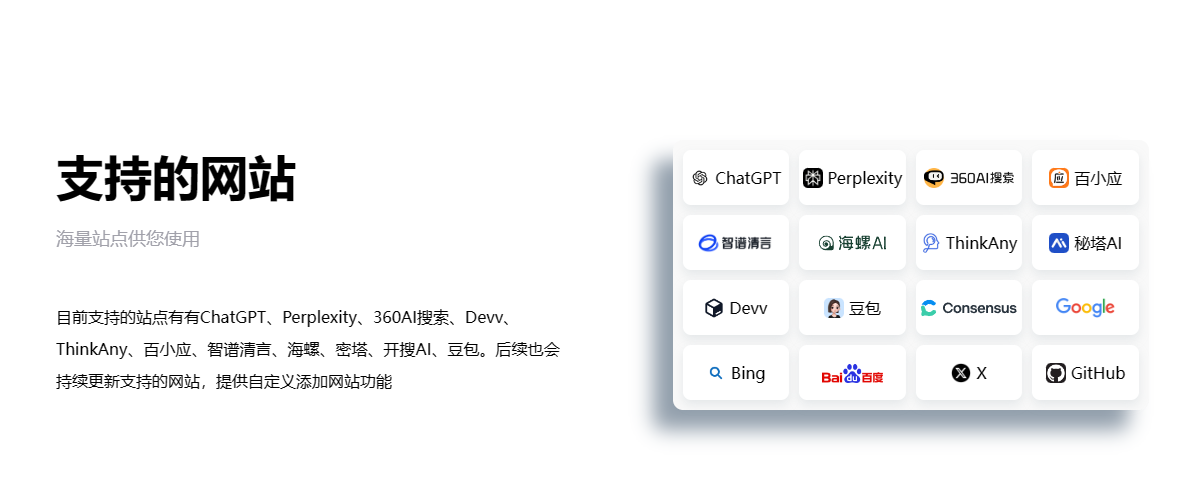 支持的网站
海量站点供您使用
目前支持的站点有有ChatGPT、Perplexity、360AI搜索、Devv、
ThinkAny、百小应、智谱清言、海螺、密塔、开搜AI、豆包。后续也会
持续更新支持的网站，提供自定义添加网站功能
ChatGPT Perplexity 360AI搜索 应 百小应
智谱清言 海螺AI ThinkAny 秘塔AI
Devv 豆包 Consensus Google
Bing Bai du 百度 X GitHub